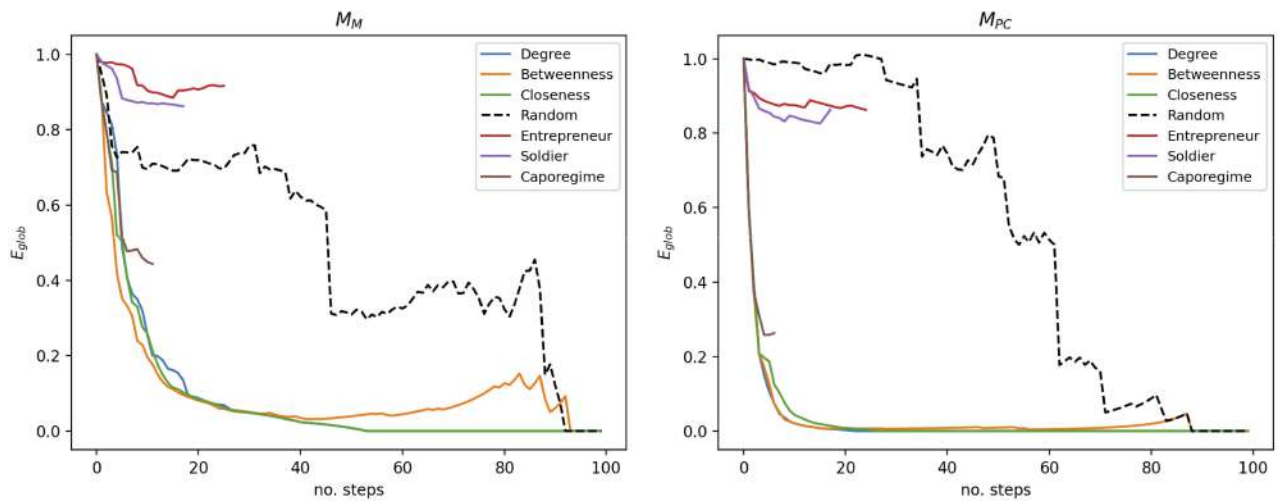 M_M
1.0
0.8
0.6
0.4
0.2
0.0
E_glob
0
20
40
60
80
100
no. steps
Degree
Betweenness
Closeness
Random
Entrepreneur
Soldier
Caporegime
M_PC
1.0
0.8
0.6
0.4
0.2
0.0
E_glob
0
20
40
60
80
100
no. steps
Degree
Betweenness
Closeness
Random
Entrepreneur
Soldier
Caporegime